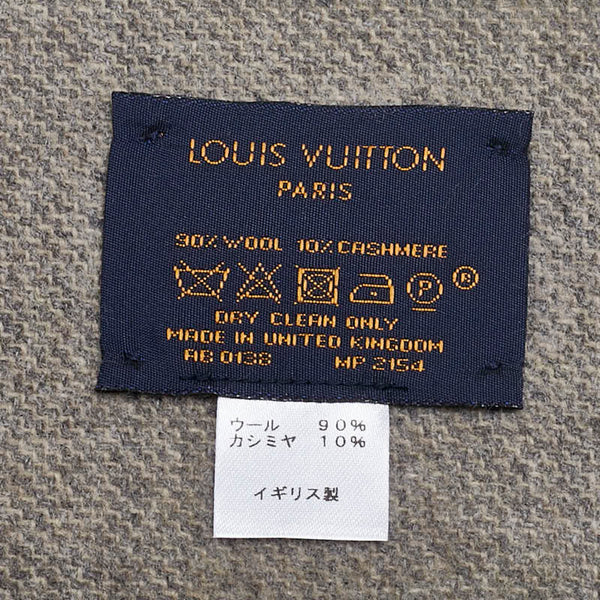 LOUIS VUITTON
PARIS
90% WOOL 10% CASHMERE
P ®
DRY CLEAN ONLY
MADE IN UNITED KINGDOM
AB 0138 MP 2154
ウール 90%
カシミヤ 10%
イギリス製